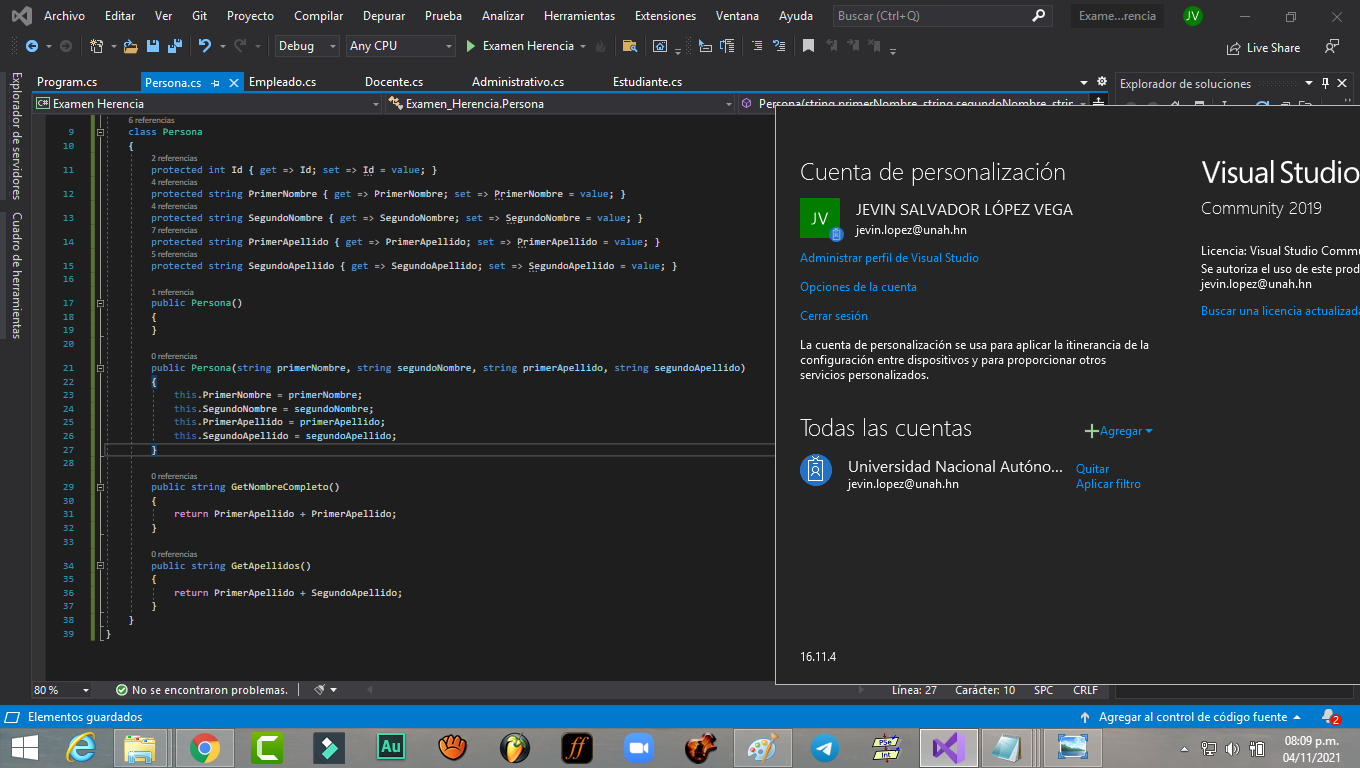 Archivo Editar Ver Git Proyecto Compilar Depurar Prueba Analizar Herramientas Extensiones Ventana Ayuda Buscar (Ctrl+Q) Exame...rencia JV
Debug Any CPU Examen Herencia Live Share
Program.cs Persona.cs Empleado.cs Docente.cs Administrativo.cs Estudiante.cs Explorador de soluciones
C# Examen Herencia Examen_Herencia.Persona Persona(string primerNombre, string segundoNombre, strin
Explorador de servidores
Cuadro de herramientas
6 referencias
9 class Persona
10 {
2 referencias
11 protected int Id { get => Id; set => Id = value; }
4 referencias
12 protected string PrimerNombre { get => PrimerNombre; set => PrimerNombre = value; }
4 referencias
13 protected string SegundoNombre { get => SegundoNombre; set => SegundoNombre = value; }
7 referencias
14 protected string PrimerApellido { get => PrimerApellido; set => PrimerApellido = value; }
5 referencias
15 protected string SegundoApellido { get => SegundoApellido; set => SegundoApellido = value; }
16
1 referencia
17 public Persona()
18 {
19 }
20
0 referencias
21 public Persona(string primerNombre, string segundoNombre, string primerApellido, string segundoApellido)
22 {
23 this.PrimerNombre = primerNombre;
24 this.SegundoNombre = segundoNombre;
25 this.PrimerApellido = primerApellido;
26 this.SegundoApellido = segundoApellido;
27 }
28
0 referencias
29 public string GetNombreCompleto()
30 {
31 return PrimerApellido + PrimerApellido;
32 }
33
0 referencias
34 public string GetApellidos()
35 {
36 return PrimerApellido + SegundoApellido;
37 }
38 }
39 }
Cuenta de personalización
JV
JEVIN SALVADOR LÓPEZ VEGA
jevin.lopez@unah.hn
Administrar perfil de Visual Studio
Opciones de la cuenta
Cerrar sesión
La cuenta de personalización se usa para aplicar la itinerancia de la
configuración entre dispositivos y para proporcionar otros
servicios personalizados.
Todas las cuentas Agregar
Universidad Nacional Autóno... Quitar
jevin.lopez@unah.hn Aplicar filtro
16.11.4
Visual Studio
Community 2019
Licencia: Visual Studio Commu
Se autoriza el uso de este prod
jevin.lopez@unah.hn
Buscar una licencia actualizada
80 % No se encontraron problemas. Línea: 27 Carácter: 10 SPC CRLF
Elementos guardados Agregar al control de código fuente 2
Au ff PSe Int 08:09 p.m.
04/11/2021